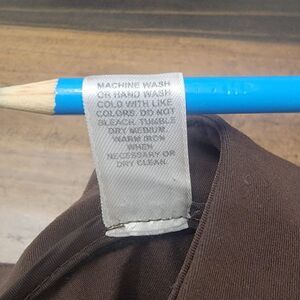 MACHINE WASH
OR HAND WASH
COLD WITH LIKE
COLORS. DO NOT
BLEACH. TUMBLE
DRY MEDIUM.
WARM IRON
WHEN
NECESSARY OR
DRY CLEAN.